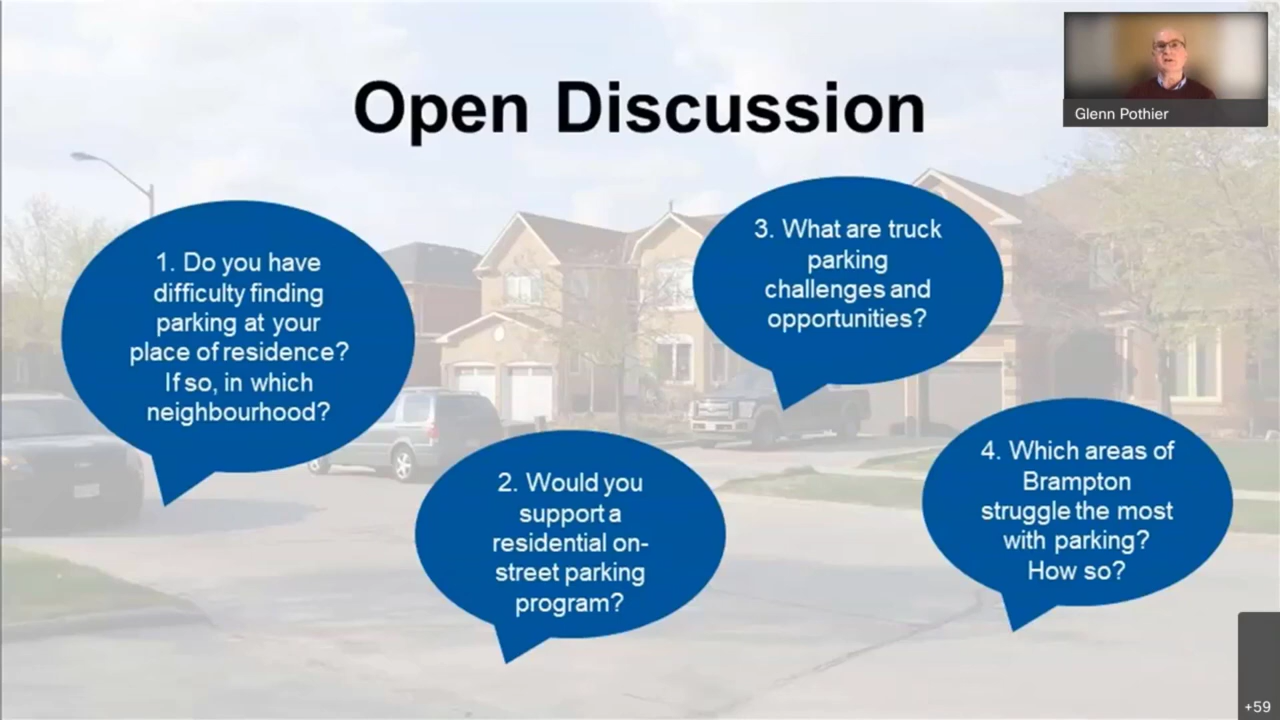 Open Discussion
Glenn Pothier
1. Do you have
difficulty finding
parking at your
place of residence?
If so, in which
neighbourhood?
2. Would you
support a
residential on-
street parking
program?
3. What are truck
parking
challenges and
opportunities?
4. Which areas of
Brampton
struggle the most
with parking?
How so?
+59